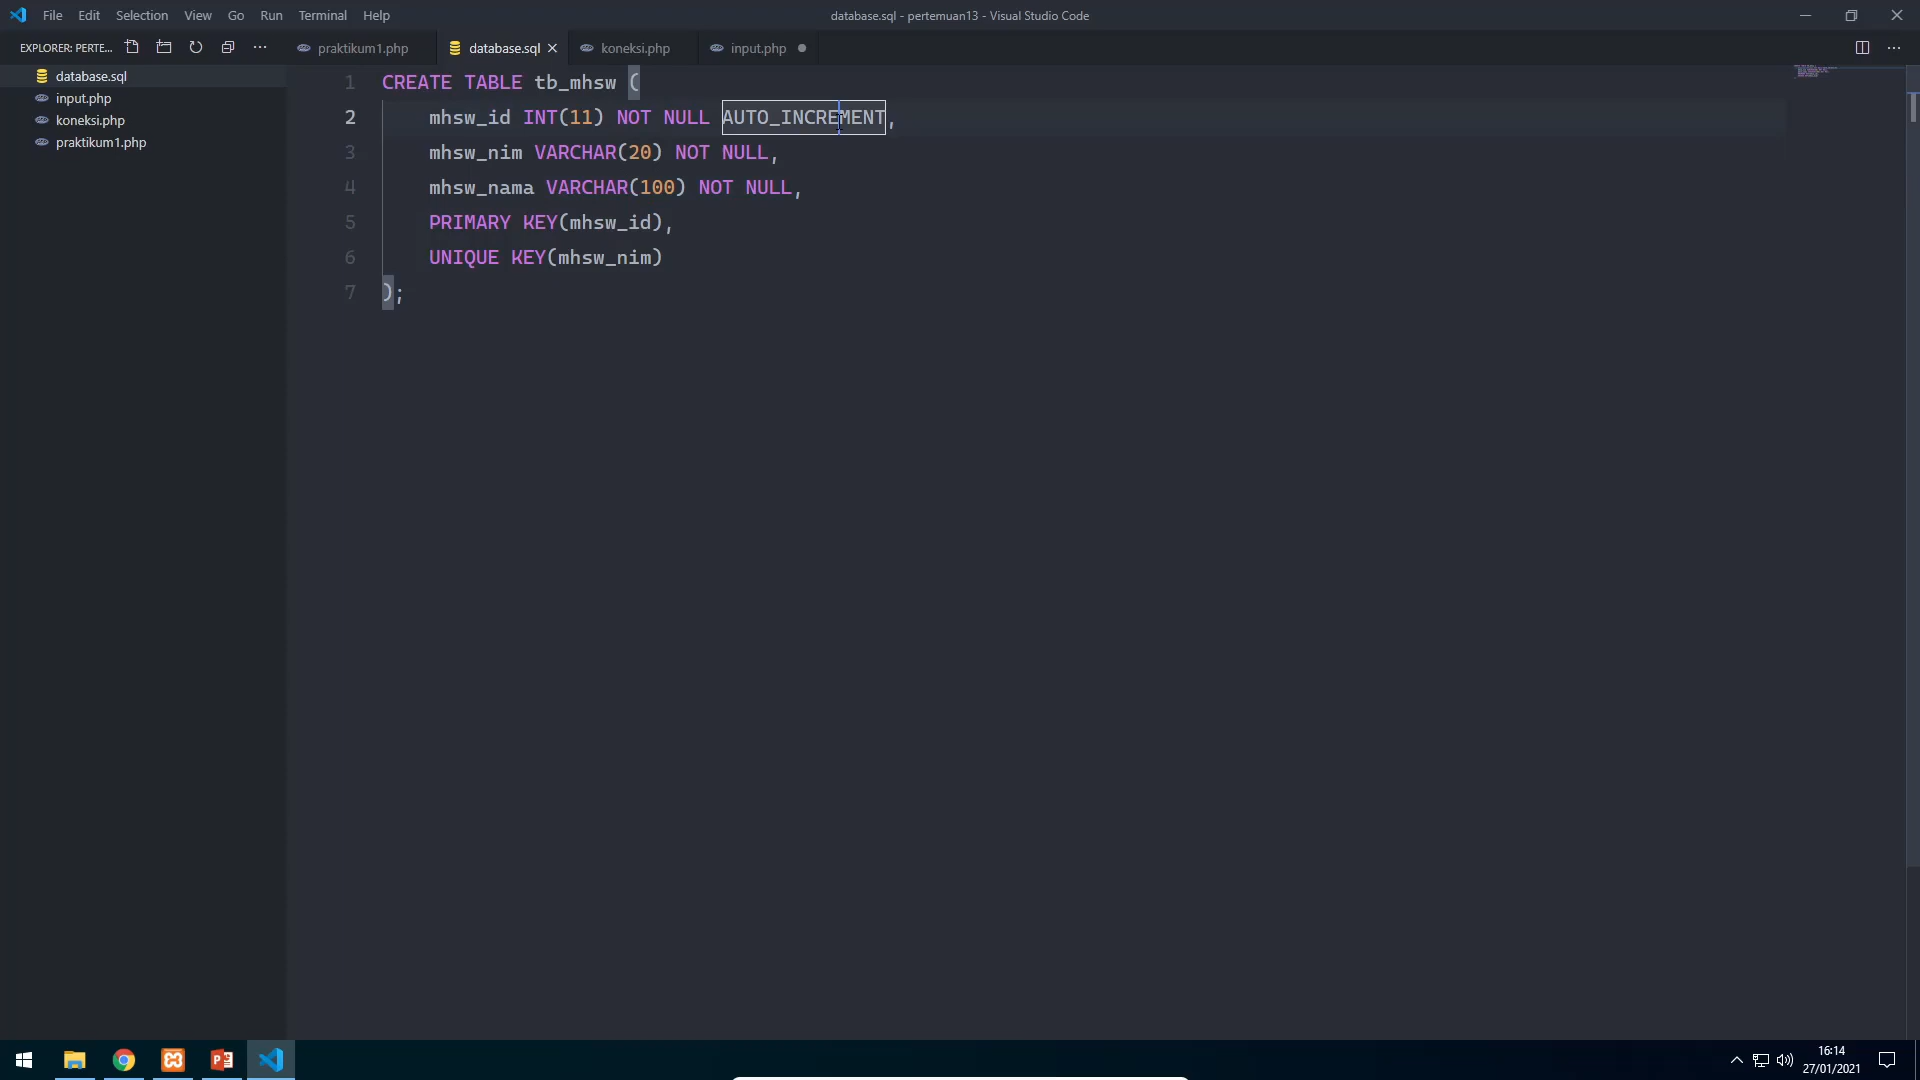 File Edit Selection View Go Run Terminal Help
database.sql - pertemuan13 - Visual Studio Code
EXPLORER: PERTE...
praktikum1.php database.sql koneksi.php input.php
database.sql
input.php
koneksi.php
praktikum1.php
1 CREATE TABLE tb_mhsw (
2 mhsw_id INT(11) NOT NULL AUTO_INCREMENT,
3 mhsw_nim VARCHAR(20) NOT NULL,
4 mhsw_nama VARCHAR(100) NOT NULL,
5 PRIMARY KEY(mhsw_id),
6 UNIQUE KEY(mhsw_nim)
7 );
16:14
27/01/2021